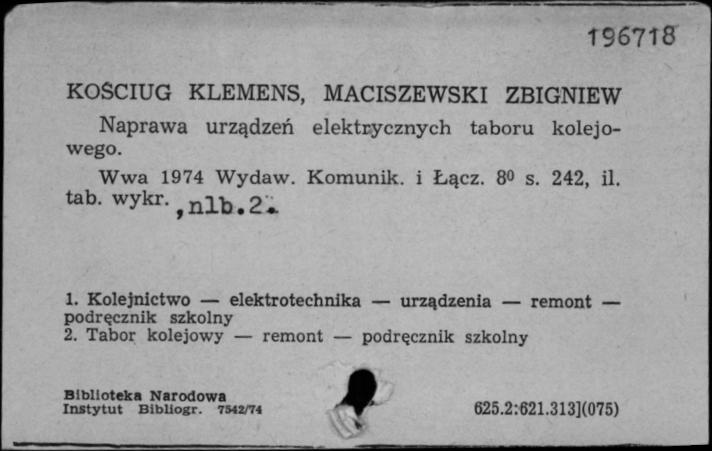 196718
KOŚCIUG KLEMENS, MACISZEWSKI ZBIGNIEW
Naprawa urządzeń elektrycznych taboru kolejo-
wego.
Wwa 1974 Wydaw. Komunik. i Łącz. 8⁰ s. 242, il.
tab. wykr. ,nlb.2.
1. Kolejnictwo — elektrotechnika — urządzenia — remont —
podręcznik szkolny
2. Tabor kolejowy — remont — podręcznik szkolny
Biblioteka Narodowa
Instytut Bibliogr. 7542/74
625.2:621.313](075)